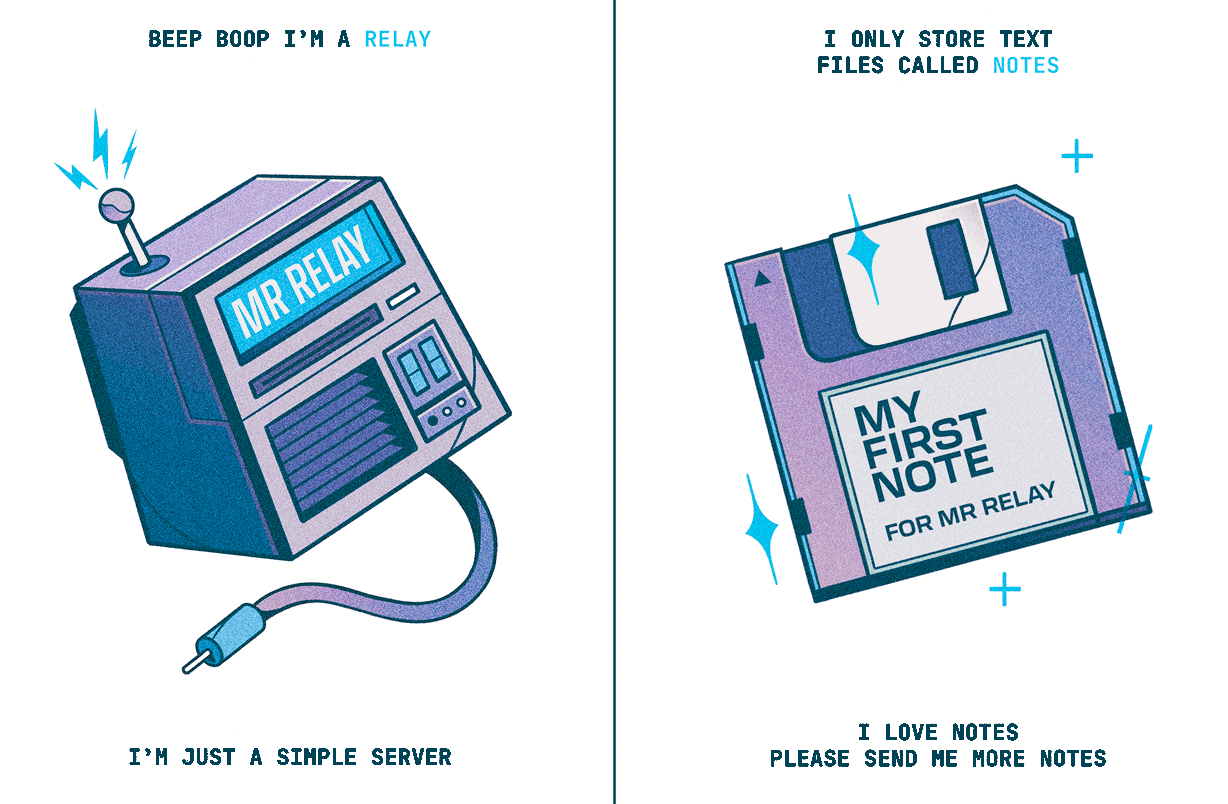 BEEP BOOP I'M A RELAY
MR RELAY
I'M JUST A SIMPLE SERVER
I ONLY STORE TEXT
FILES CALLED NOTES
MY
FIRST
NOTE
FOR MR RELAY
I LOVE NOTES
PLEASE SEND ME MORE NOTES